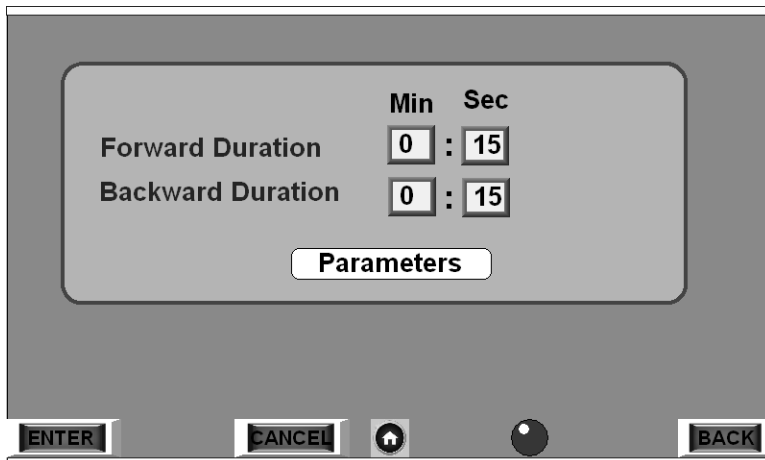 Min Sec
Forward Duration 0 : 15
Backward Duration 0 : 15
Parameters
ENTER CANCEL BACK